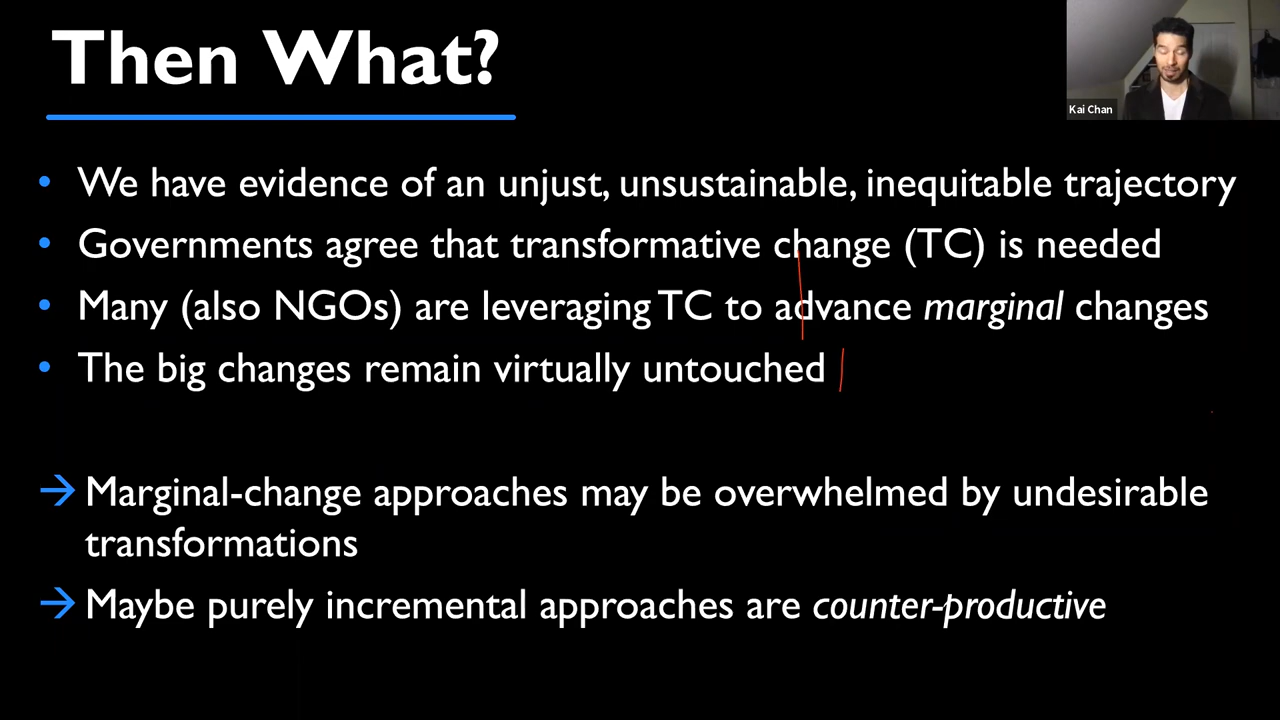 Then What?
Kai Chan
• We have evidence of an unjust, unsustainable, inequitable trajectory
• Governments agree that transformative change (TC) is needed
• Many (also NGOs) are leveraging TC to advance marginal changes
• The big changes remain virtually untouched
→ Marginal-change approaches may be overwhelmed by undesirable
transformations
→ Maybe purely incremental approaches are counter-productive